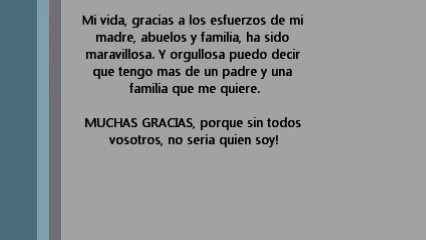 Mi vida, gracias a los esfuerzos de mi
madre, abuelos y familia, ha sido
maravillosa. Y orgullosa puedo decir
que tengo mas de un padre y una
familia que me quiere.
MUCHAS GRACIAS, porque sin todos
vosotros, no sería quien soy!